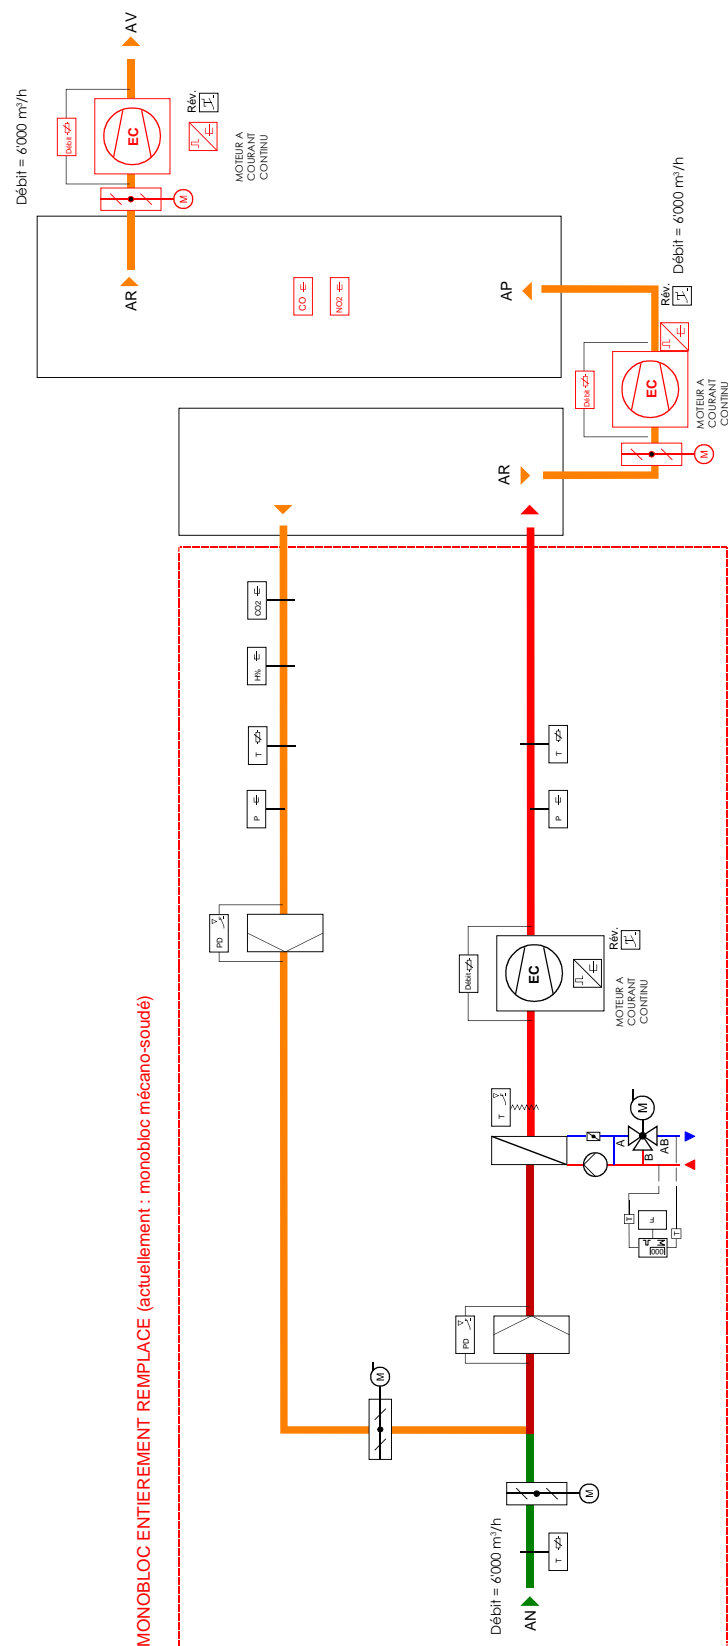 MONOBLOC ENTIEREMENT REMPLACE (actuellement : monobloc mécano-soudé)
Débit = 6'000 m³/h
AV
Débit
EC
Rév.
MOTEUR A
COURANT
CONTINU
M
AR
CO
NO2
AP
Débit = 6'000 m³/h
Rév.
Débit
EC
MOTEUR A
COURANT
CONTINU
M
AR
CO2
H%
T
P
PD
T
P
Débit
EC
Rév.
MOTEUR A
COURANT
CONTINU
T
M
A
B
AB
T
M
000
T
PD
M
M
T
Débit = 6'000 m³/h
AN